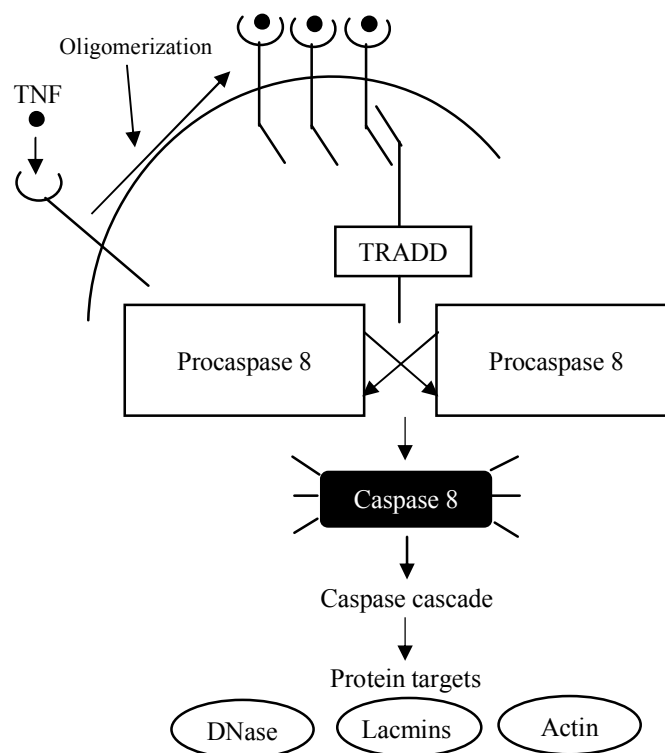 Oligomerization
TNF
TRADD
Procaspase 8
Procaspase 8
Caspase 8
Caspase cascade
Protein targets
DNase
Lacmins
Actin